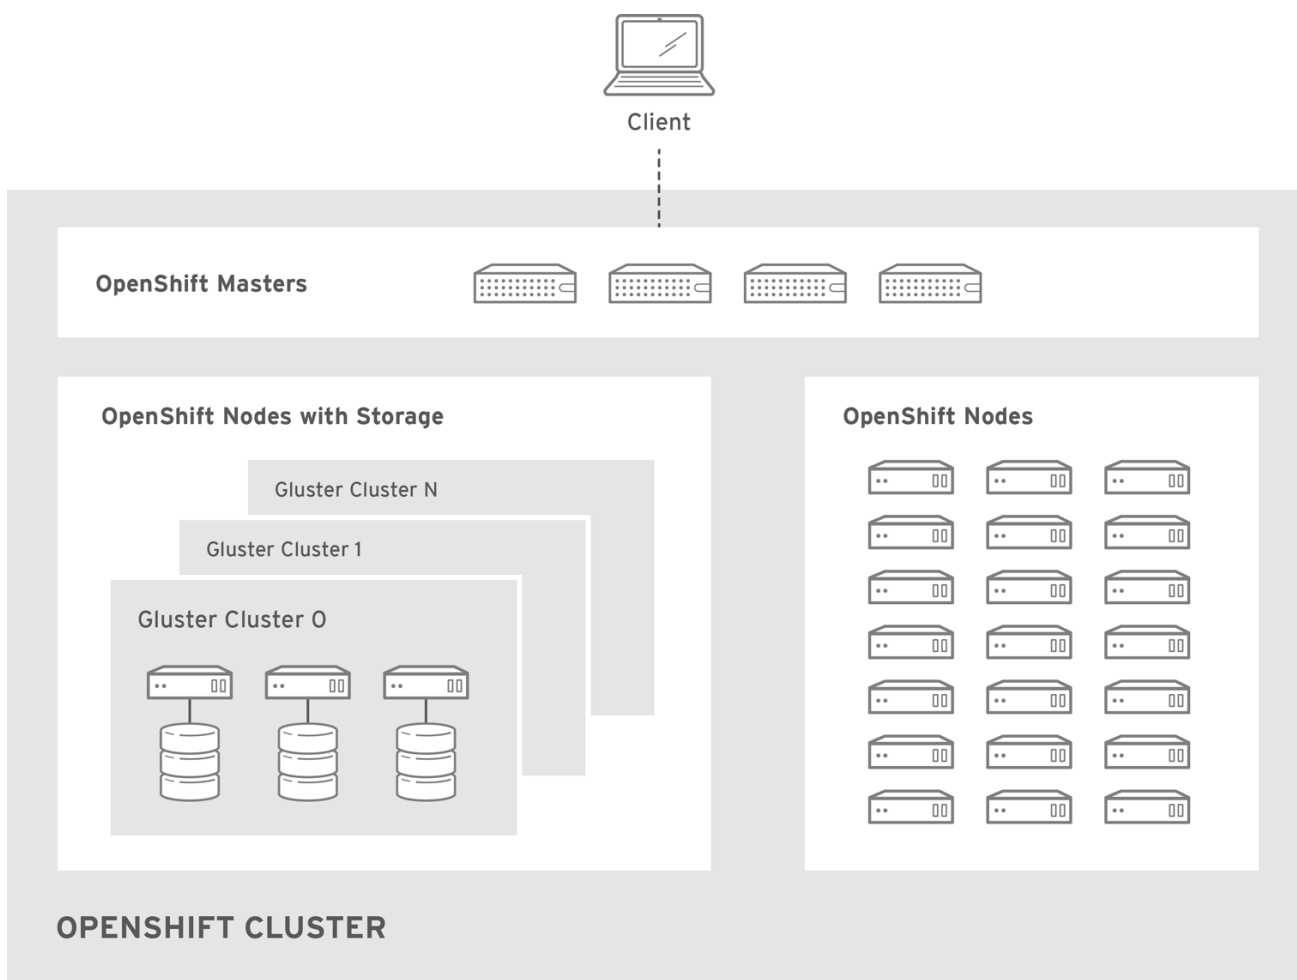 Client
OpenShift Masters
OpenShift Nodes with Storage
Gluster Cluster N
Gluster Cluster 1
Gluster Cluster 0
OpenShift Nodes
OPENSHIFT CLUSTER